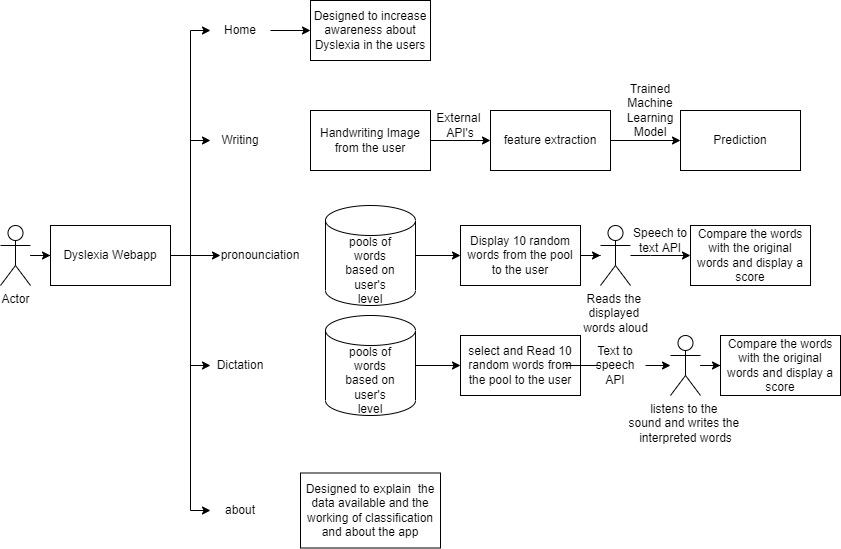 Home
Designed to increase
awareness about
Dyslexia in the users
Writing
Handwriting Image
from the user
External
API's
feature extraction
Trained
Machine
Learning
Model
Prediction
Actor
Dyslexia Webapp
pronounciation
pools of
words
based on
user's
level
Display 10 random
words from the pool
to the user
Reads the
displayed
words aloud
Speech to
text API
Compare the words
with the original
words and display a
score
Dictation
pools of
words
based on
user's
level
select and Read 10
random words from
the pool to the user
Text to
speech
API
listens to the
sound and writes the
interpreted words
Compare the words
with the original
words and display a
score
about
Designed to explain the
data available and the
working of classification
and about the app